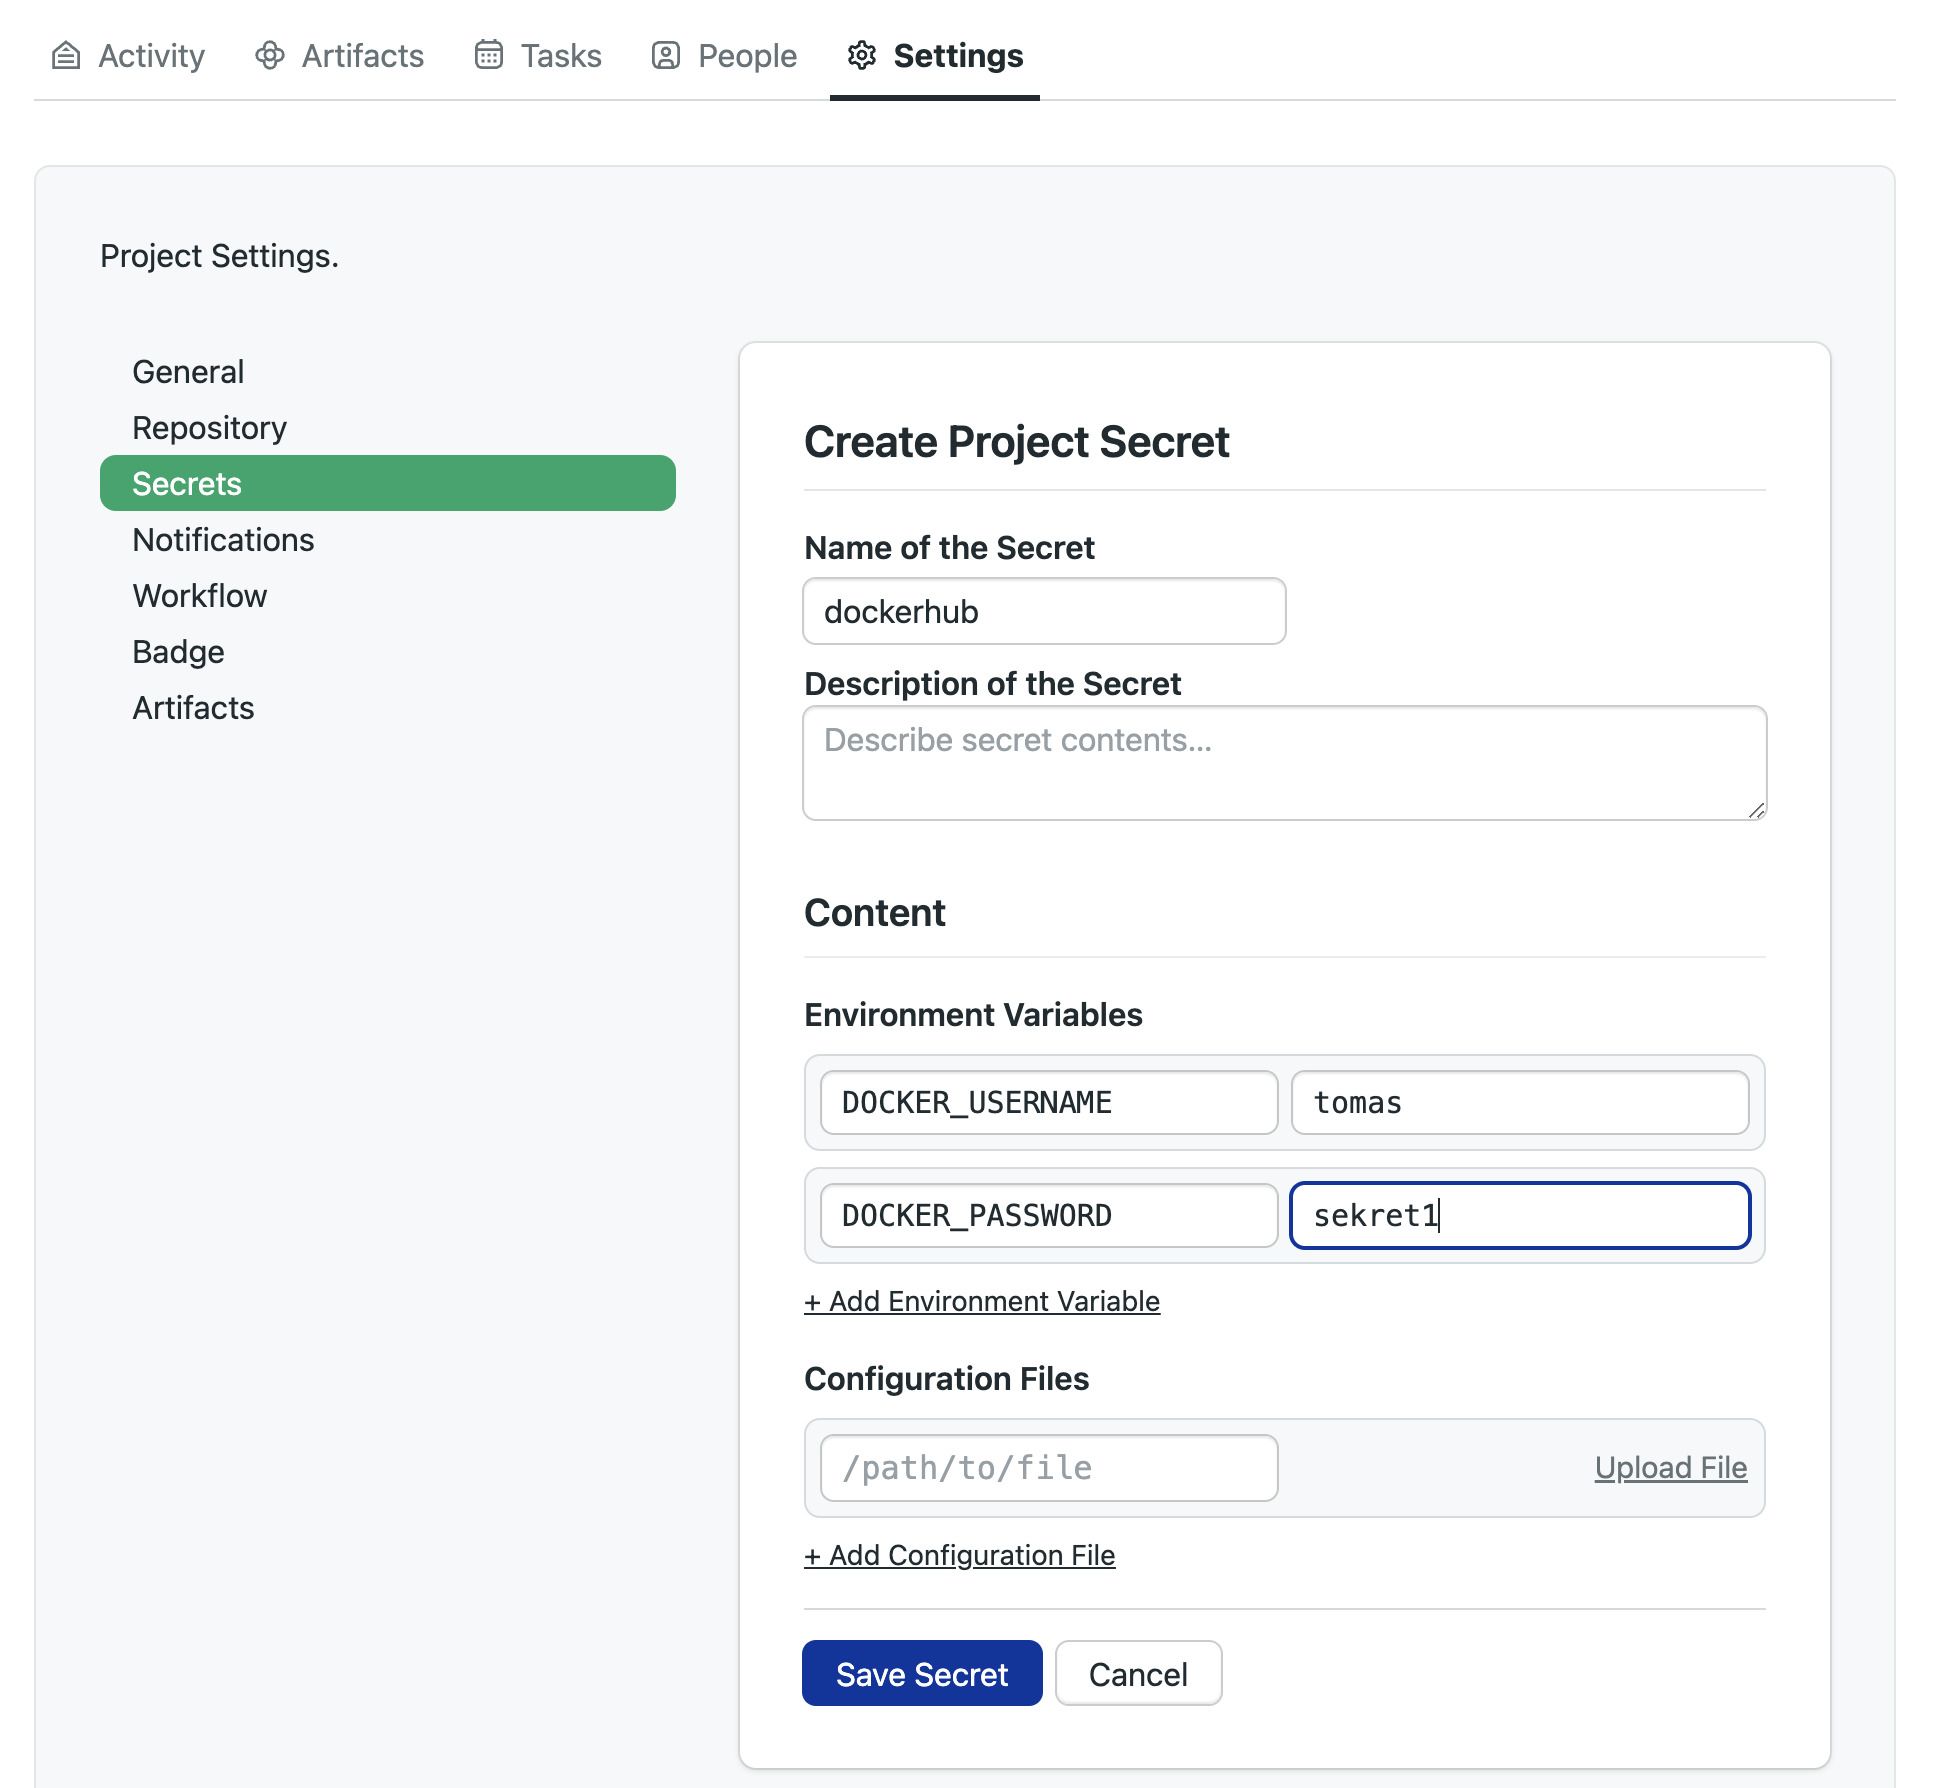 Activity Artifacts Tasks People Settings
Project Settings.
General
Repository
Secrets
Notifications
Workflow
Badge
Artifacts
Create Project Secret
Name of the Secret
dockerhub
Description of the Secret
Describe secret contents...
Content
Environment Variables
DOCKER_USERNAME tomas
DOCKER_PASSWORD sekret1
+ Add Environment Variable
Configuration Files
/path/to/file Upload File
+ Add Configuration File
Save Secret Cancel